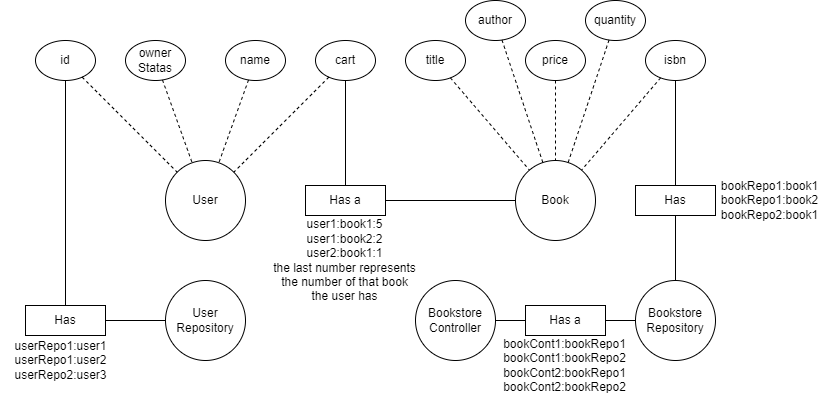 author
quantity
id
owner
Statas
name
cart
title
price
isbn
User
Has a
Book
Has
bookRepo1:book1
bookRepo1:book2
bookRepo2:book1
user1:book1:5
user1:book2:2
user2:book1:1
the last number represents
the number of that book
the user has
Has
User
Repository
Bookstore
Controller
Has a
Bookstore
Repository
userRepo1:user1
userRepo1:user2
userRepo2:user3
bookCont1:bookRepo1
bookCont1:bookRepo2
bookCont2:bookRepo1
bookCont2:bookRepo2